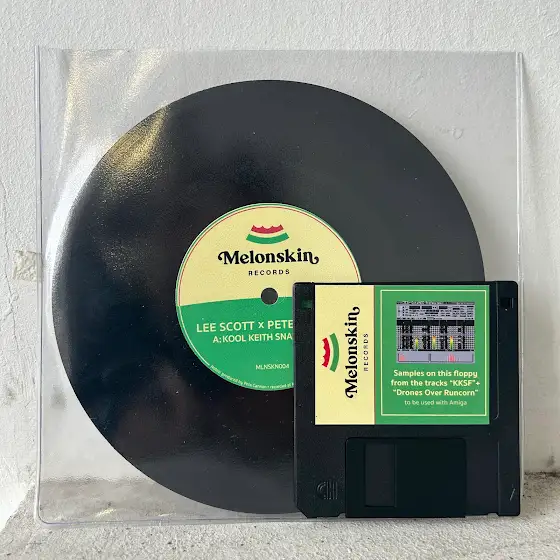 Melonskin
RECORDS
LEE SCOTT x PETE
A: KOOL KEITH SNA
MLNSKN004
Melonskin
RECORDS
Samples on this floppy
from the tracks "KKSF"+
"Drones Over Runcorn"
to be used with Amiga